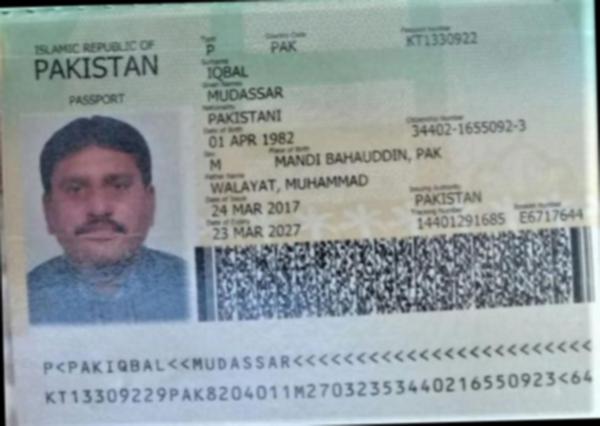 ISLAMIC REPUBLIC OF
PAKISTAN
PASSPORT
Type
P
Country Code
PAK
Passport Number
KT1330922
Surname
IQBAL
Given Names
MUDASSAR
Nationality
PAKISTANI
Date of Birth
01 APR 1982
Citizenship Number
34402-1655092-3
Sex
M
Place of Birth
MANDI BAHAUDDIN, PAK
Father Name
WALAYAT, MUHAMMAD
Date of Issue
24 MAR 2017
Issuing Authority
PAKISTAN
Date of Expiry
23 MAR 2027
Tracking Number
14401291685
Booklet Number
E6717644
P<PAKIQBAL<<MUDASSAR<<<<<<<<<<<<<<<<<<<<<<<<
KT13309229PAK8204011M27032353440216550923<64